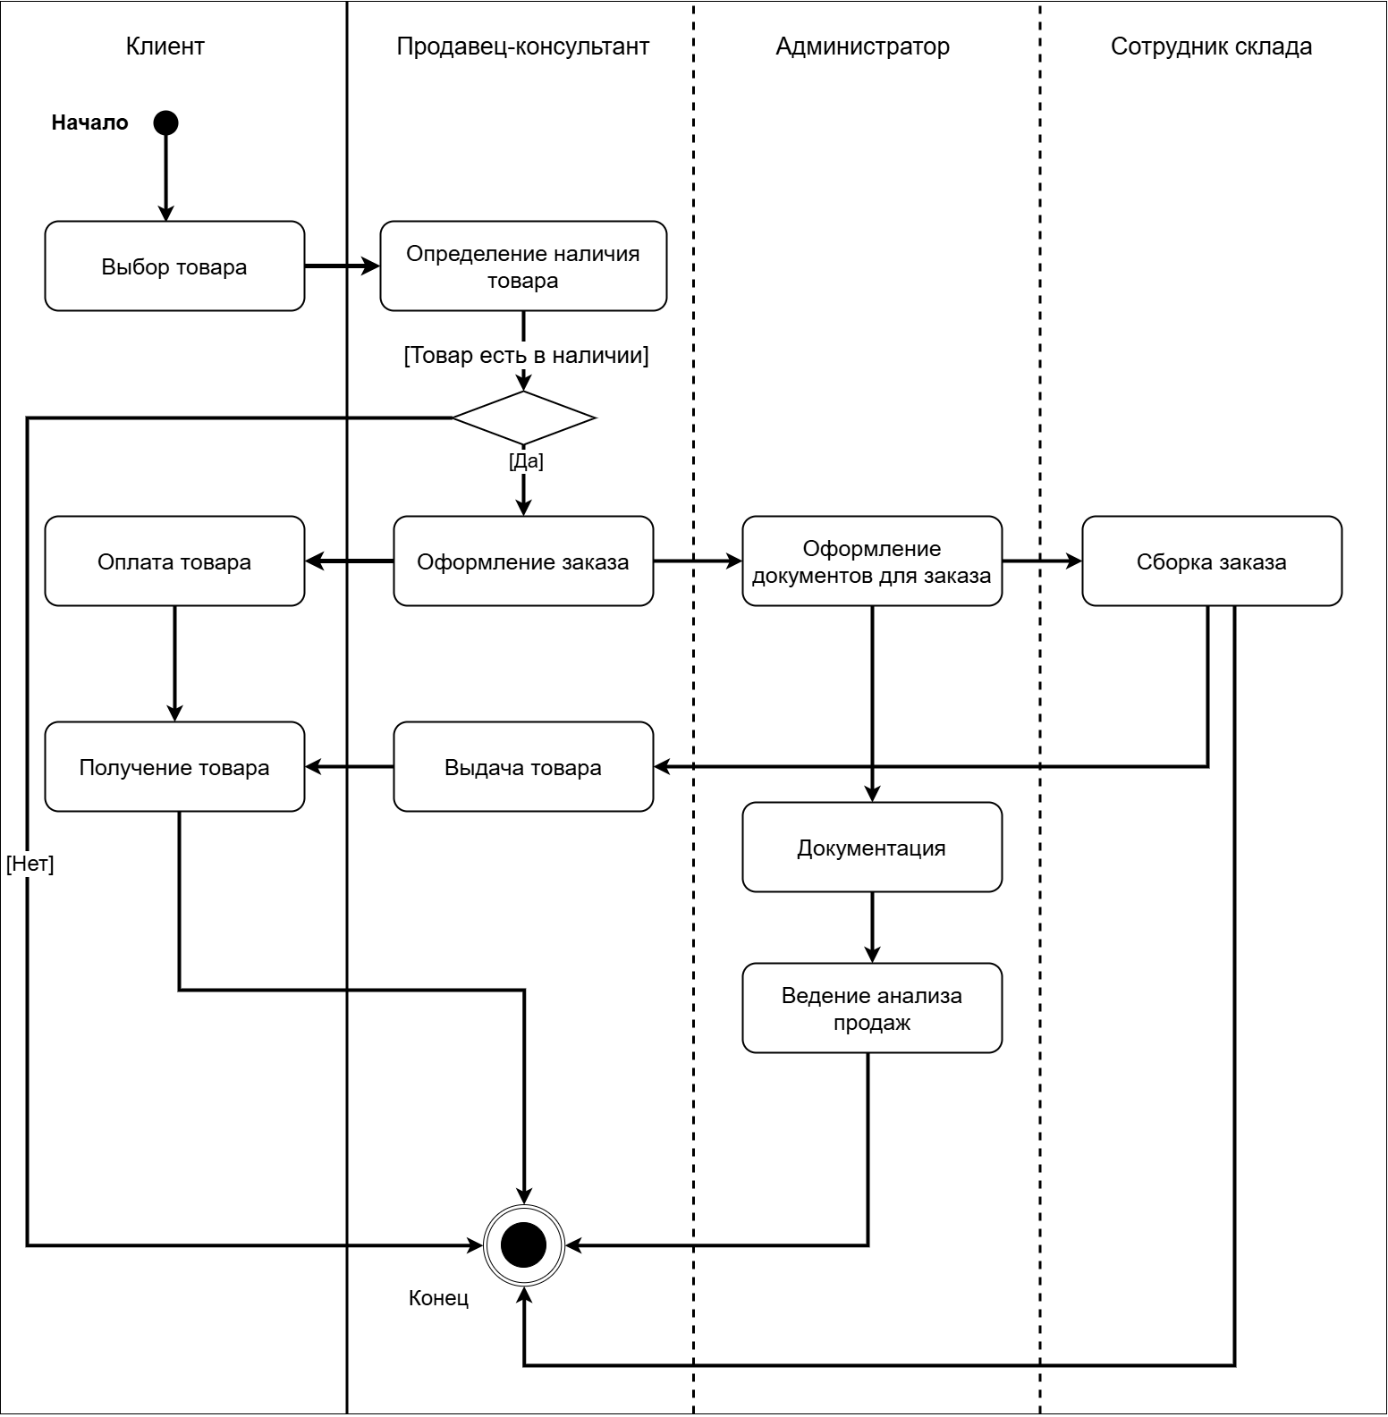 Клиент
Продавец-консультант
Администратор
Сотрудник склада
Начало
Выбор товара
Определение наличия
товара
[Товар есть в наличии]
[Да]
Оплата товара
Оформление заказа
Оформление
документов для заказа
Сборка заказа
Получение товара
Выдача товара
Документация
[Нет]
Ведение анализа
продаж
Конец